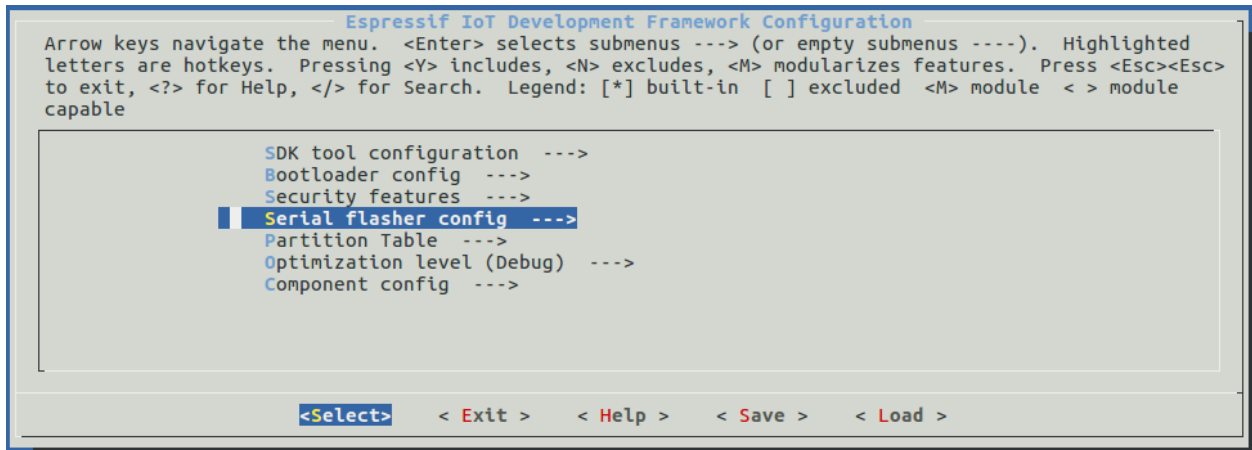 Espressif IoT Development Framework Configuration
Arrow keys navigate the menu.  <Enter> selects submenus ---> (or empty submenus ----).  Highlighted
letters are hotkeys.  Pressing <Y> includes, <N> excludes, <M> modularizes features.  Press <Esc><Esc>
to exit, <?> for Help, </> for Search.  Legend: [*] built-in  [ ] excluded  <M> module  < > module
capable
SDK tool configuration  --->
Bootloader config  --->
Security features  --->
Serial flasher config  --->
Partition Table  --->
Optimization level (Debug)  --->
Component config  --->
<Select>    < Exit >    < Help >    < Save >    < Load >